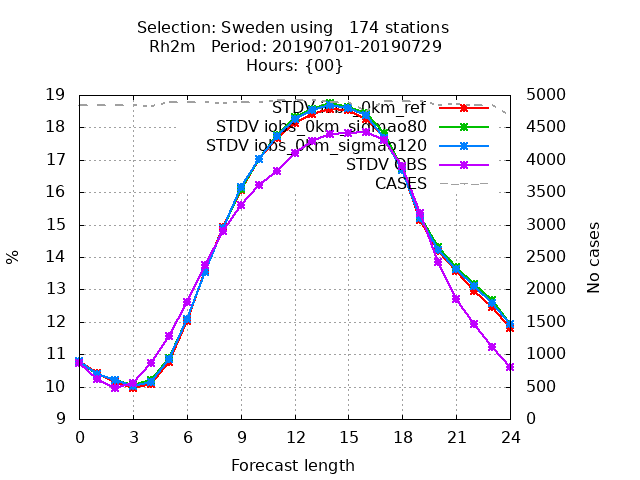 Selection: Sweden using 174 stations
Rh2m Period: 20190701-20190729
Hours: {00}
STDV iobs_0km_ref
STDV iobs_0km_sigmao80
STDV iobs_0km_sigmao120
STDV OBS
CASES
19
18
17
16
15
14
13
12
11
10
9
%
5000
4500
4000
3500
3000
2500
2000
1500
1000
500
0
No cases
0 3 6 9 12 15 18 21 24
Forecast length